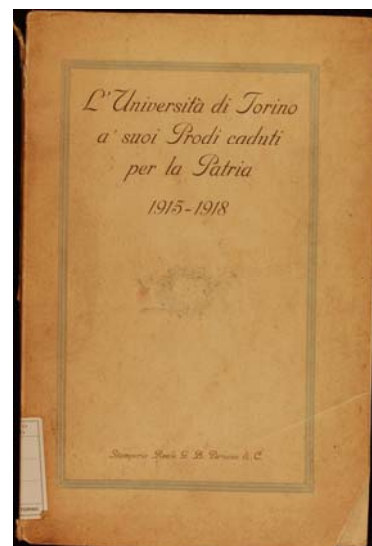 L'Università di Torino
a' suoi Prodi caduti
per la Patria
1915-1918
Stamperia Reale G. B. Paravia & C.